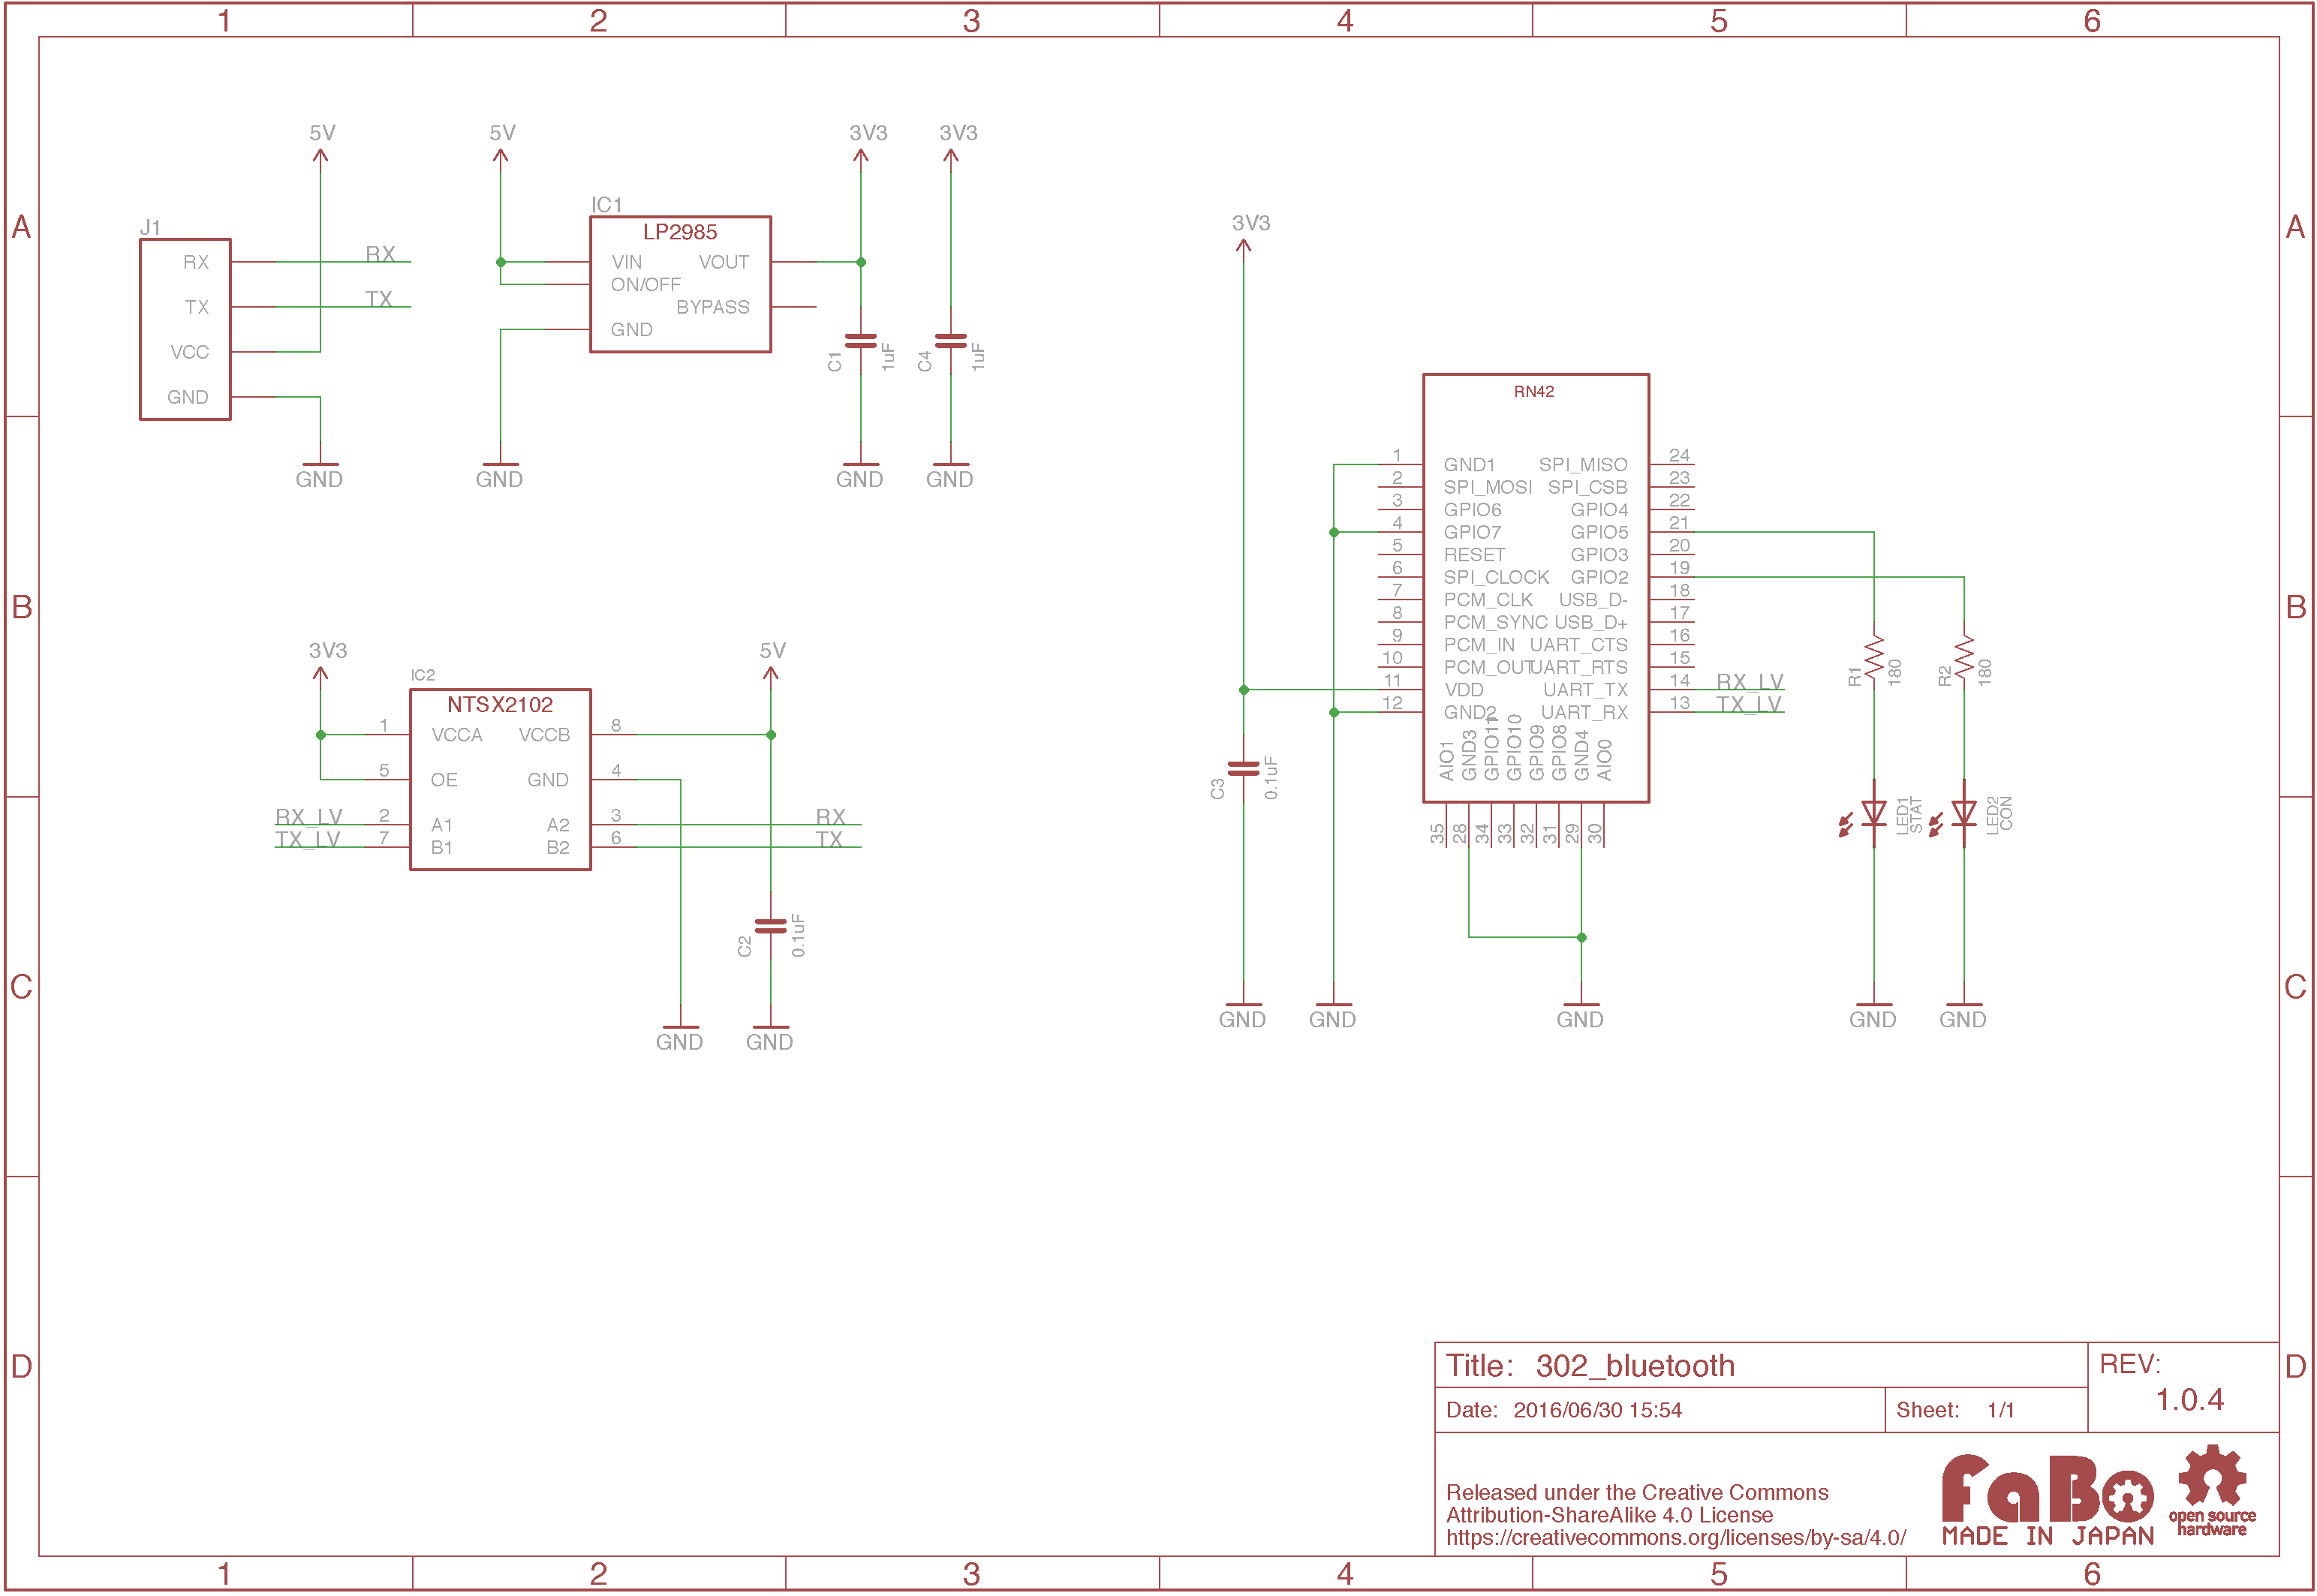 1 2 3 4 5 6
A A
B B
C C
D D
5V
5V
3V3
3V3
J1
RX
TX
VCC
GND
RX
TX
GND
IC1
LP2985
VIN
ON/OFF
GND
VOUT
BYPASS
GND
C1
1uF
GND
C4
1uF
GND
3V3
5V
IC2
NTSX2102
1 VCCA VCCB 8
5 OE GND 4
RX_LV 2 A1 A2 3 RX
TX_LV 7 B1 B2 6 TX
C2
0.1uF
GND
GND
3V3
RN42
1 GND1 SPI_MISO 24
2 SPI_MOSI SPI_CSB 23
3 GPIO6 GPIO4 22
4 GPIO7 GPIO5 21
5 RESET GPIO3 20
6 SPI_CLOCK GPIO2 19
7 PCM_CLK USB_D- 18
8 PCM_SYNC USB_D+ 17
9 PCM_IN UART_CTS 16
10 PCM_OUT UART_RTS 15
11 VDD UART_TX 14 RX_LV
12 GND2 UART_RX 13 TX_LV
AIO1 GND3 GPIO11 GPIO10 GPIO9 GPIO8 GND4 AIO0
35 28 34 33 32 31 29 30
C3
0.1uF
R1
180
R2
180
LED1
STAT
LED2
CON
GND
GND
GND
GND
GND
Title: 302_bluetooth
REV:
1.0.4
Date: 2016/06/30 15:54
Sheet: 1/1
Released under the Creative Commons
Attribution-ShareAlike 4.0 License
https://creativecommons.org/licenses/by-sa/4.0/
FaBo
MADE IN JAPAN
open source
hardware
1 2 3 4 5 6